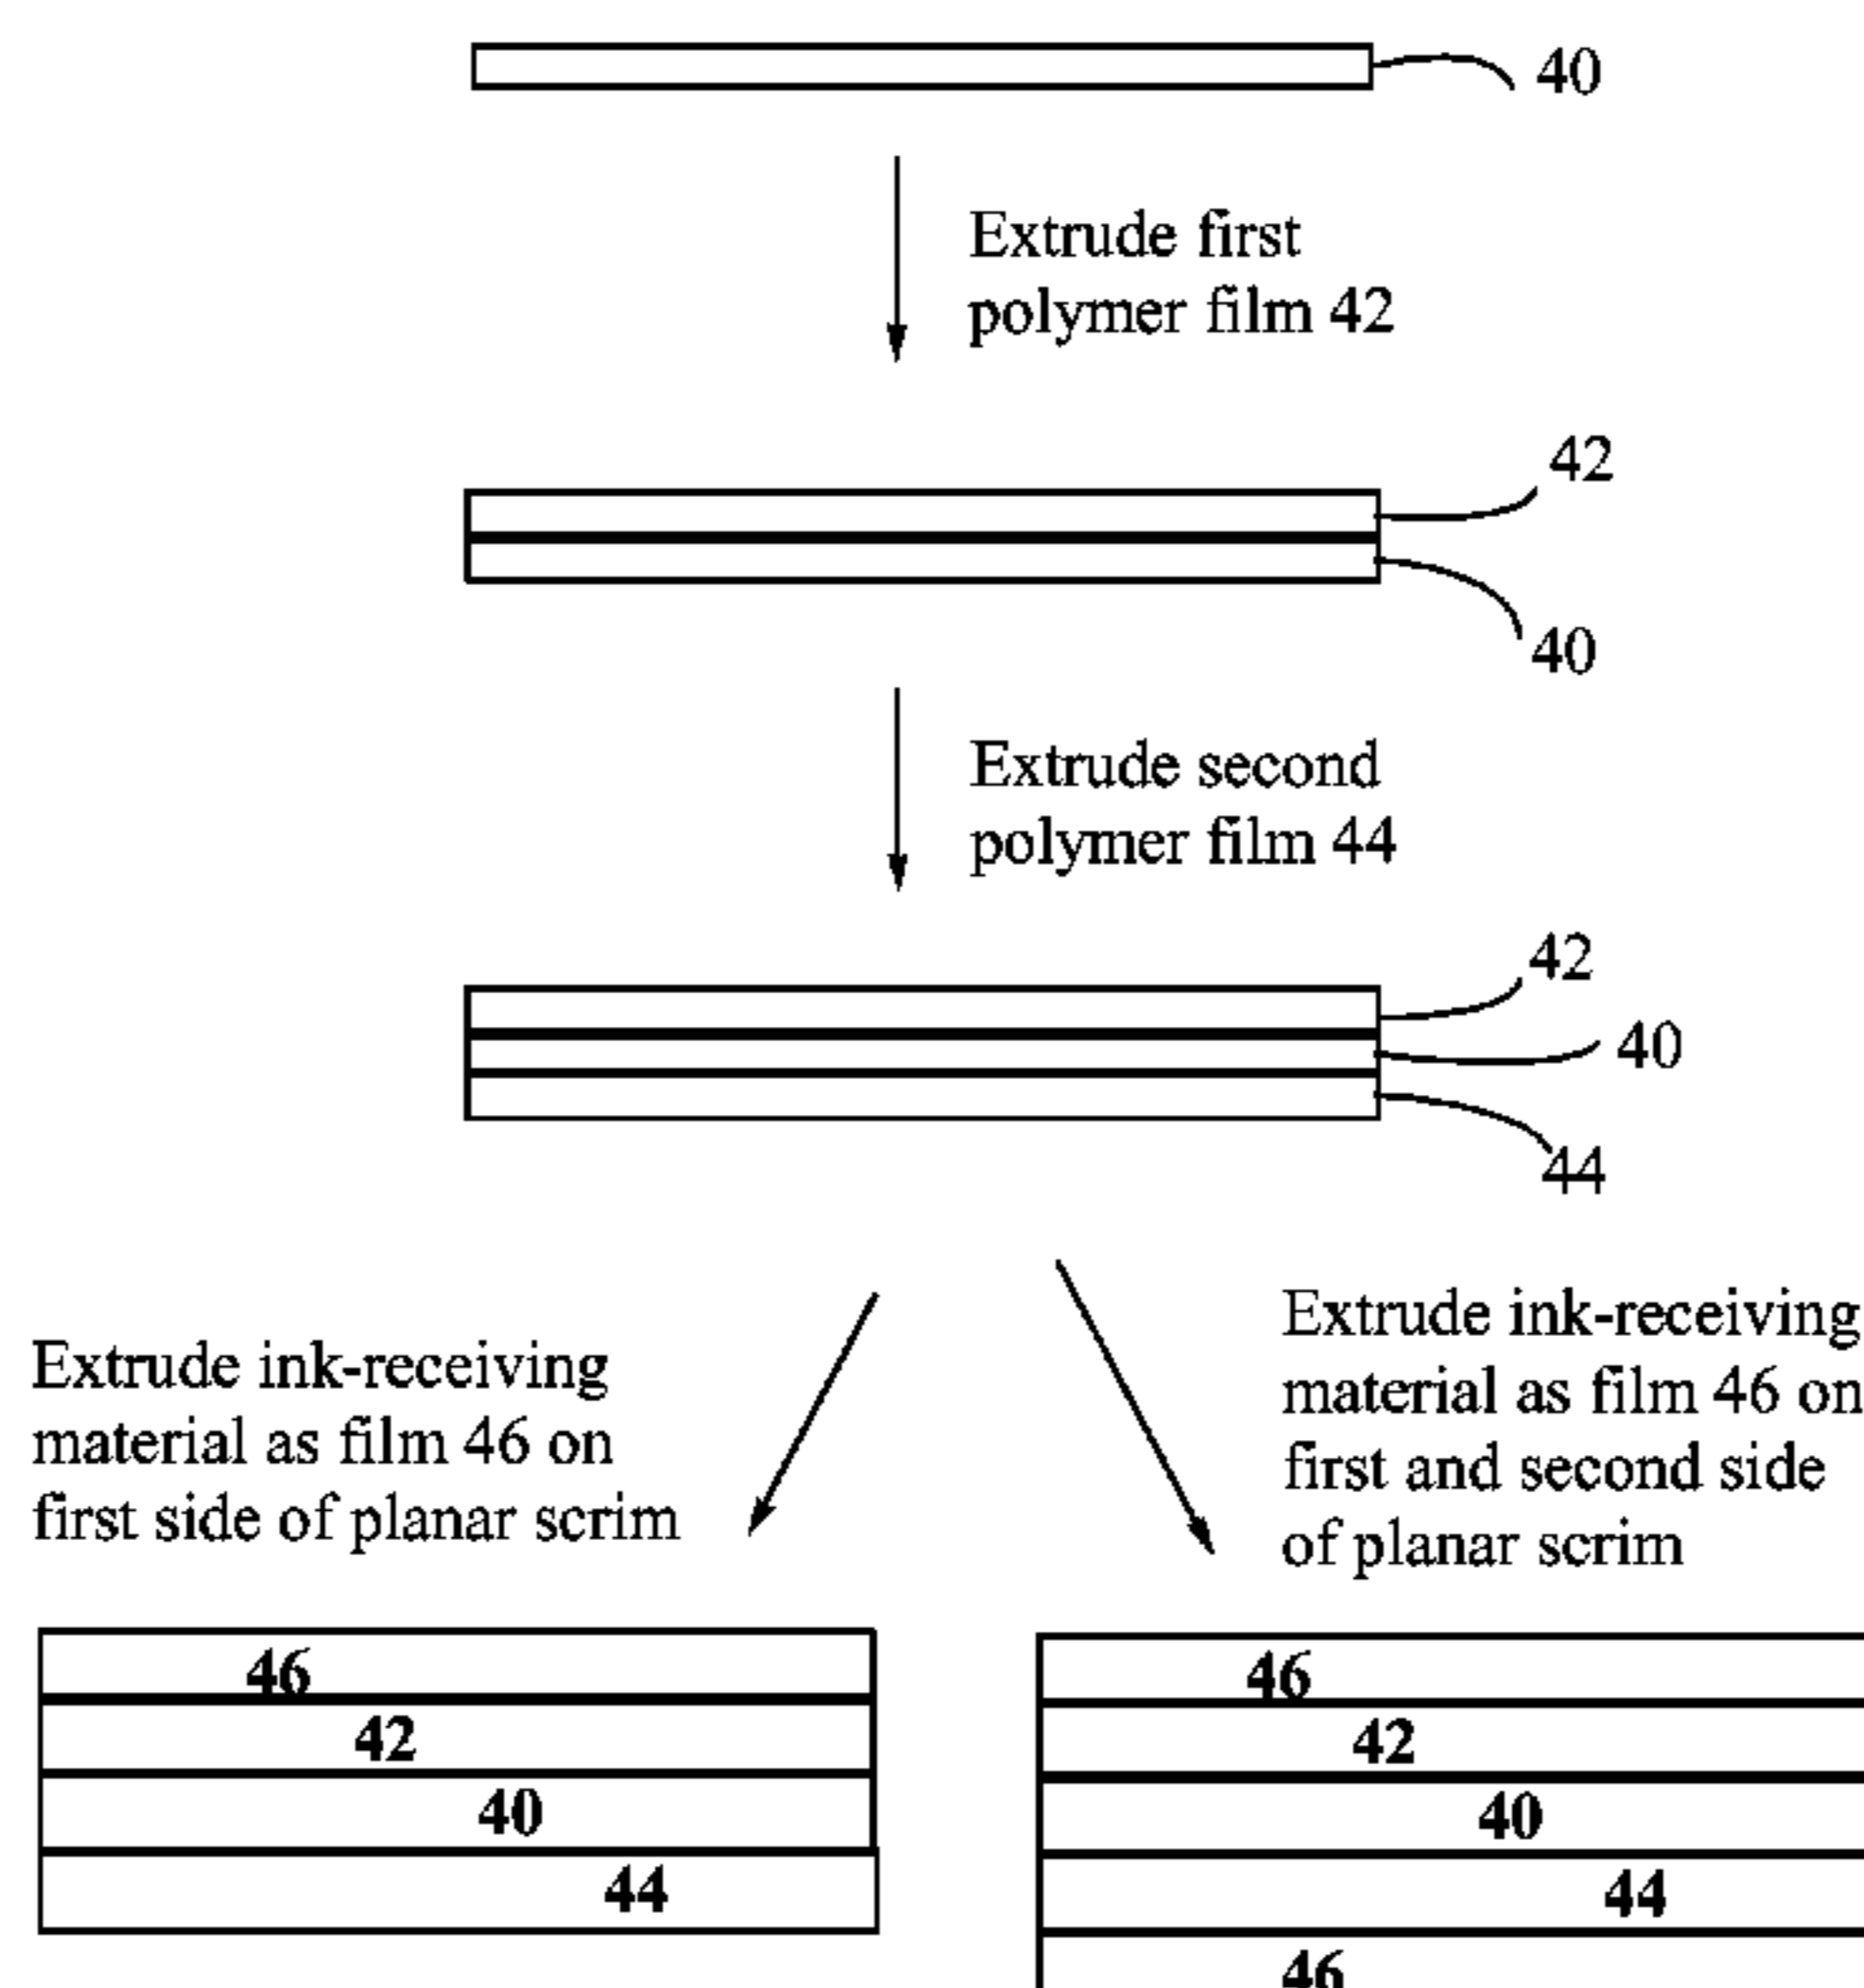 40
Extrude first
polymer film 42
42
40
Extrude second
polymer film 44
42
40
44
Extrude ink-receiving
material as film 46 on
first side of planar scrim
Extrude ink-receiving
material as film 46 on
first and second side
of planar scrim
46
42
40
44
46
42
40
44
46